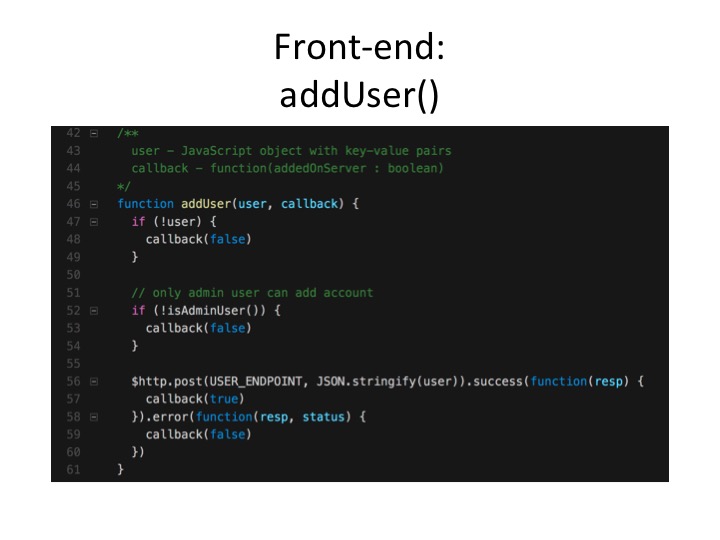 Front-end:
addUser()
42 /**
43 user – JavaScript object with key-value pairs
44 callback – function(addedOnServer : boolean)
45 */
46 function addUser(user, callback) {
47 if (!user) {
48 callback(false)
49 }
50
51 // only admin user can add account
52 if (!isAdminUser()) {
53 callback(false)
54 }
55
56 $http.post(USER_ENDPOINT, JSON.stringify(user)).success(function(resp) {
57 callback(true)
58 }).error(function(resp, status) {
59 callback(false)
60 })
61 }